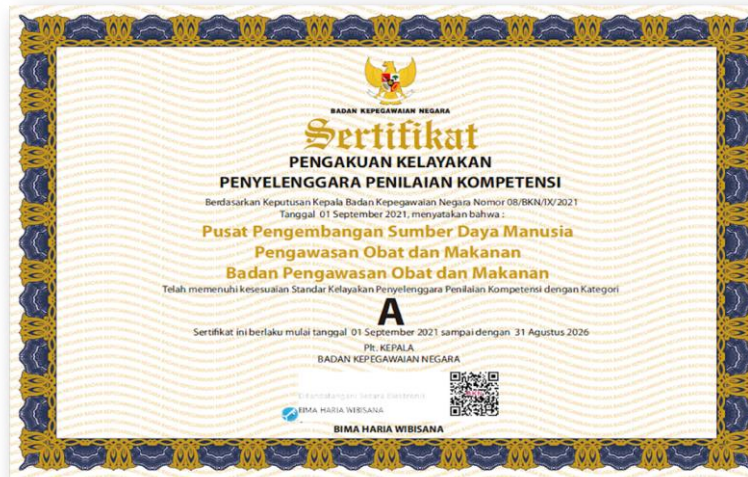 BADAN KEPEGAWAIAN NEGARA
Sertifikat
PENGAKUAN KELAYAKAN
PENYELENGGARA PENILAIAN KOMPETENSI
Berdasarkan Keputusan Kepala Badan Kepegawaian Negara Nomor 08/BKN/IX/2021
Tanggal 01 September 2021, menyatakan bahwa :
Pusat Pengembangan Sumber Daya Manusia
Pengawasan Obat dan Makanan
Badan Pengawasan Obat dan Makanan
Telah memenuhi kesesuaian Standar Kelayakan Penyelenggara Penilaian Kompetensi dengan Kategori
A
Sertifikat ini berlaku mulai tanggal 01 September 2021 sampai dengan 31 Agustus 2026
Plt. KEPALA
BADAN KEPEGAWAIAN NEGARA
Ditandatangani Secara Elektronik
BIMA HARIA WIBISANA
BIMA HARIA WIBISANA